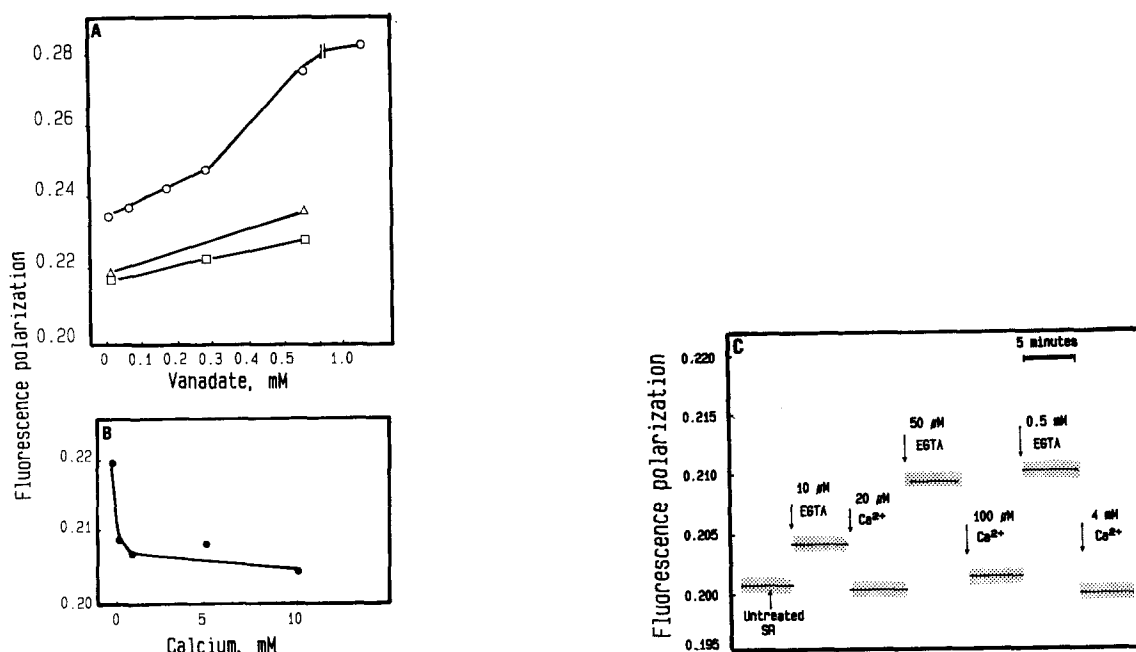 A
0.28
0.26
0.24
0.22
0.20
Fluorescence polarization
0 0.1 0.2 0.3 0.4 0.5 1.0
Vanadate, mM
B
0.22
0.21
0.20
0 5 10
Calcium, mM
C
0.220
0.215
0.210
0.205
0.200
0.195
Fluorescence polarization
5 minutes
50 µM
EGTA
0.5 mM
EGTA
10 µM
EGTA
20 µM
Ca²⁺
100 µM
Ca²⁺
4 mM
Ca²⁺
Untreated
SR